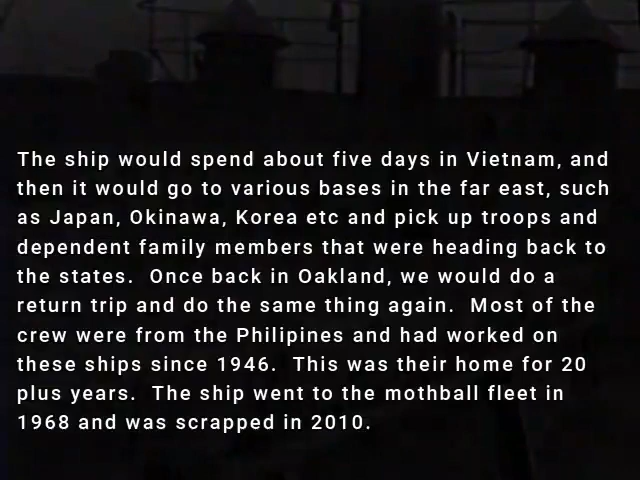 The ship would spend about five days in Vietnam, and
then it would go to various bases in the far east, such
as Japan, Okinawa, Korea etc and pick up troops and
dependent family members that were heading back to
the states.  Once back in Oakland, we would do a
return trip and do the same thing again.  Most of the
crew were from the Philipines and had worked on
these ships since 1946.  This was their home for 20
plus years.  The ship went to the mothball fleet in
1968 and was scrapped in 2010.